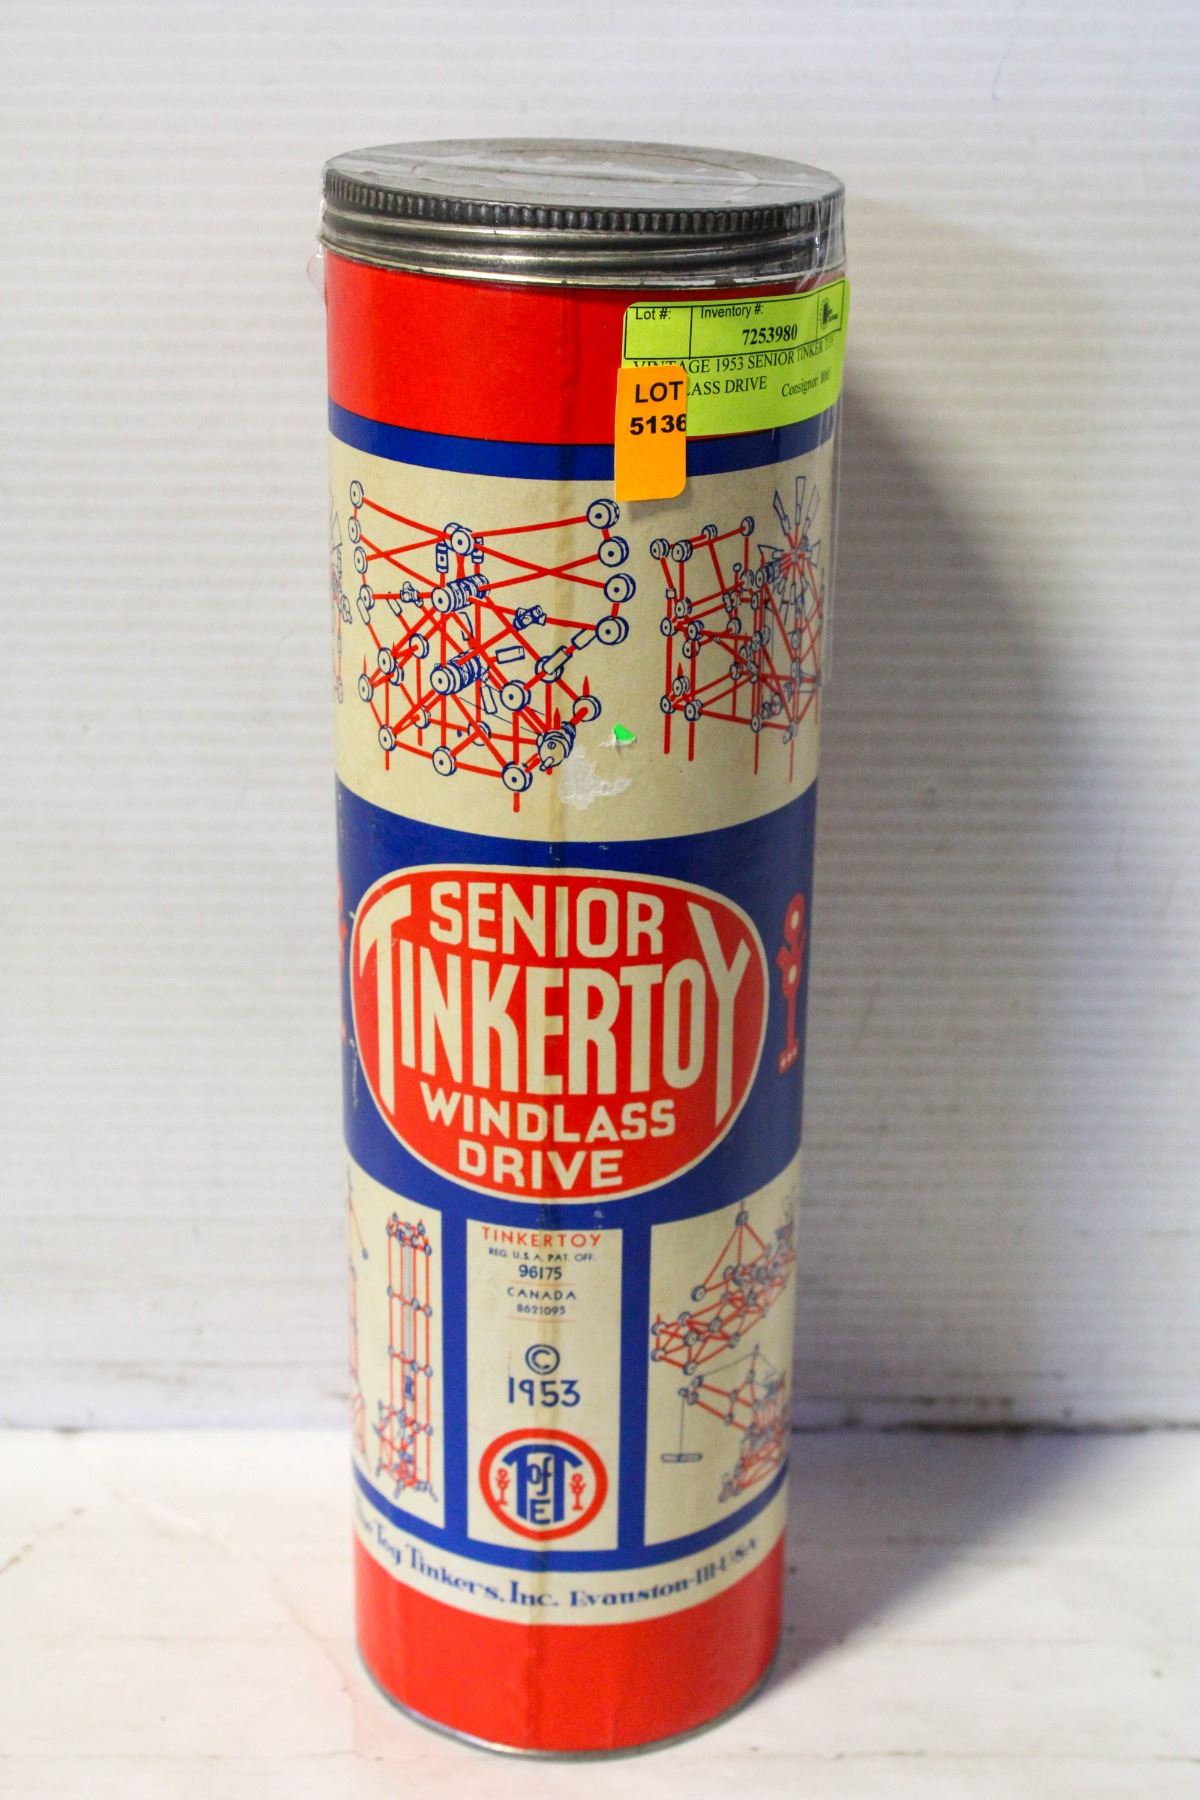 Lot #: Inventory #:
7253980
VINTAGE 1953 SENIOR TINKER TOY
LASS DRIVE Consignor:
LOT
5136
SENIOR
TINKERTOY
WINDLASS
DRIVE
TINKERTOY
REG. U.S.A. PAT. OFF.
96175
CANADA
8621095
©
1953
T of T
E
The Toy Tinkers, Inc. Evanston-Ill-U-S-A